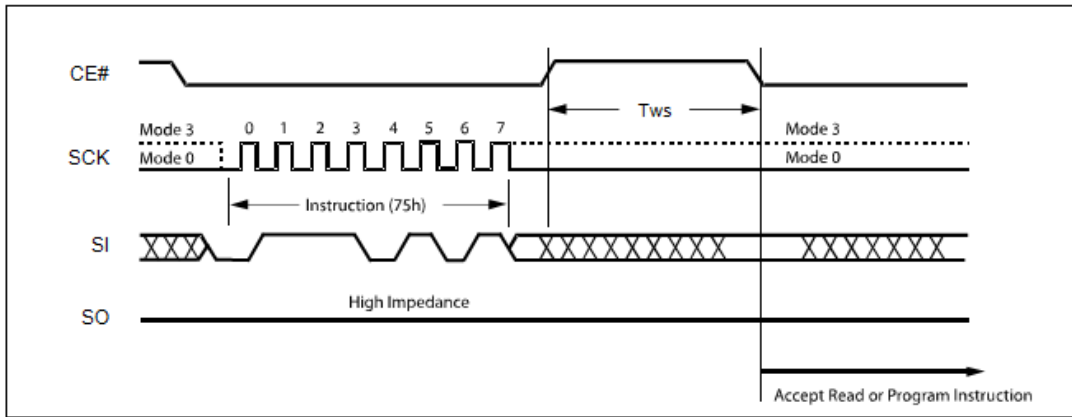 CE#
Tws
Mode 3 0 1 2 3 4 5 6 7 Mode 3
SCK
Mode 0 Mode 0
Instruction (75h)
SI
High Impedance
SO
Accept Read or Program Instruction